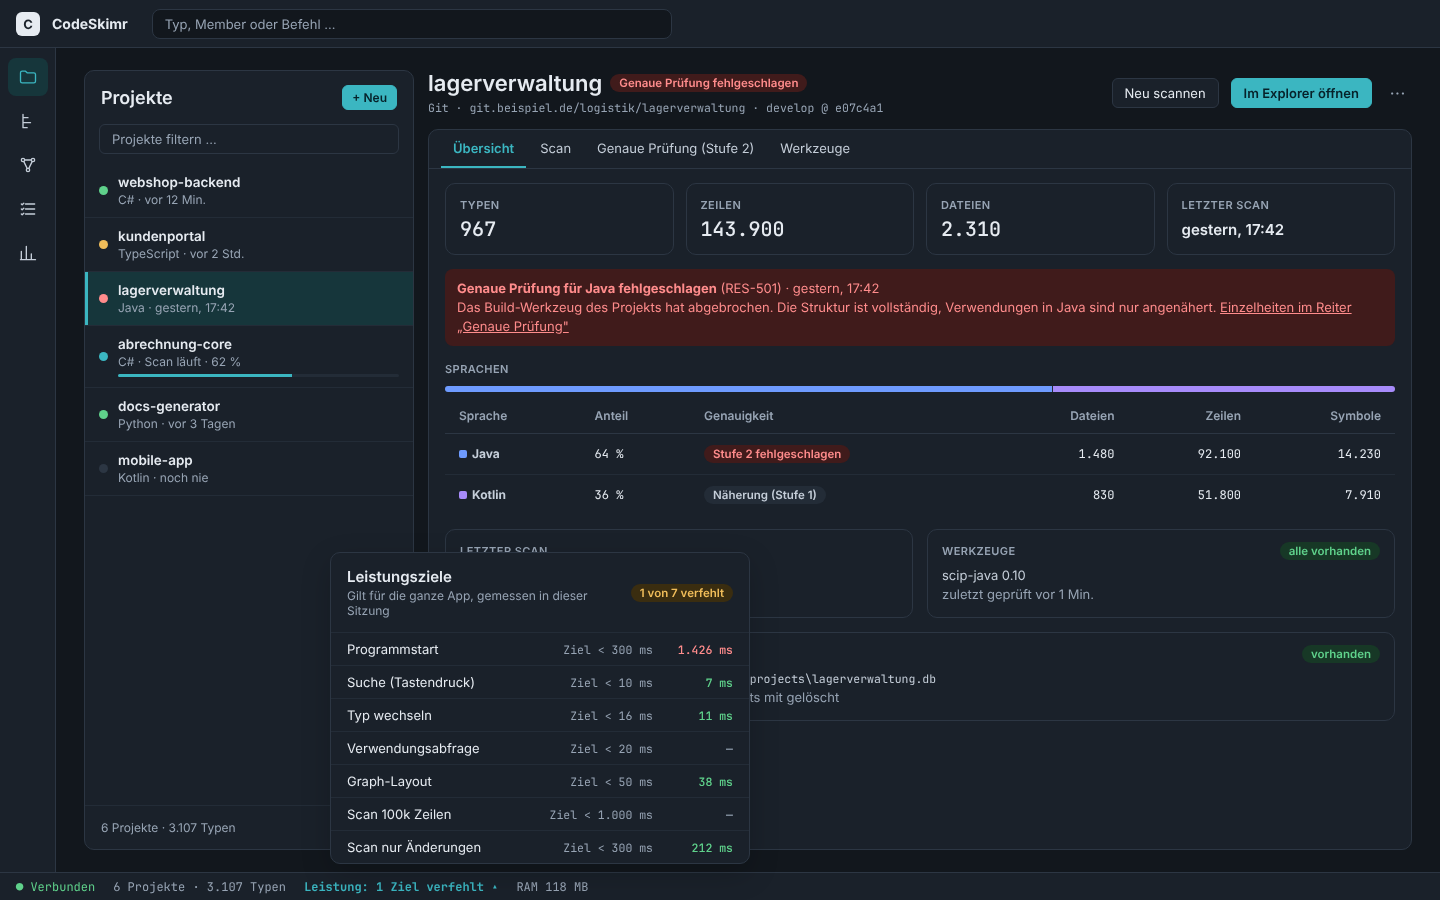 C CodeSkimr Typ, Member oder Befehl ...
Projekte + Neu
Projekte filtern ...
webshop-backend
C# · vor 12 Min.
kundenportal
TypeScript · vor 2 Std.
lagerverwaltung
Java · gestern, 17:42
abrechnung-core
C# · Scan läuft · 62 %
docs-generator
Python · vor 3 Tagen
mobile-app
Kotlin · noch nie
6 Projekte · 3.107 Typen
lagerverwaltung Genaue Prüfung fehlgeschlagen
Git · git.beispiel.de/logistik/lagerverwaltung · develop @ e07c4a1
Neu scannen Im Explorer öffnen ...
Übersicht Scan Genaue Prüfung (Stufe 2) Werkzeuge
TYPEN ZEILEN DATEIEN LETZTER SCAN
967 143.900 2.310 gestern, 17:42
Genaue Prüfung für Java fehlgeschlagen (RES-501) · gestern, 17:42
Das Build-Werkzeug des Projekts hat abgebrochen. Die Struktur ist vollständig, Verwendungen in Java sind nur angenähert. Einzelheiten im Reiter
„Genaue Prüfung"
SPRACHEN
Sprache Anteil Genauigkeit Dateien Zeilen Symbole
Java 64 % Stufe 2 fehlgeschlagen 1.480 92.100 14.230
Kotlin 36 % Näherung (Stufe 1) 830 51.800 7.910
LETZTER SCAN
WERKZEUGE alle vorhanden
scip-java 0.10
zuletzt geprüft vor 1 Min.
vorhanden
projects\lagerverwaltung.db
ts mit gelöscht
Leistungsziele
Gilt für die ganze App, gemessen in dieser
Sitzung
1 von 7 verfehlt
Programmstart Ziel < 300 ms 1.426 ms
Suche (Tastendruck) Ziel < 10 ms 7 ms
Typ wechseln Ziel < 16 ms 11 ms
Verwendungsabfrage Ziel < 20 ms —
Graph-Layout Ziel < 50 ms 38 ms
Scan 100k Zeilen Ziel < 1.000 ms —
Scan nur Änderungen Ziel < 300 ms 212 ms
Verbunden 6 Projekte · 3.107 Typen Leistung: 1 Ziel verfehlt ▴ RAM 118 MB